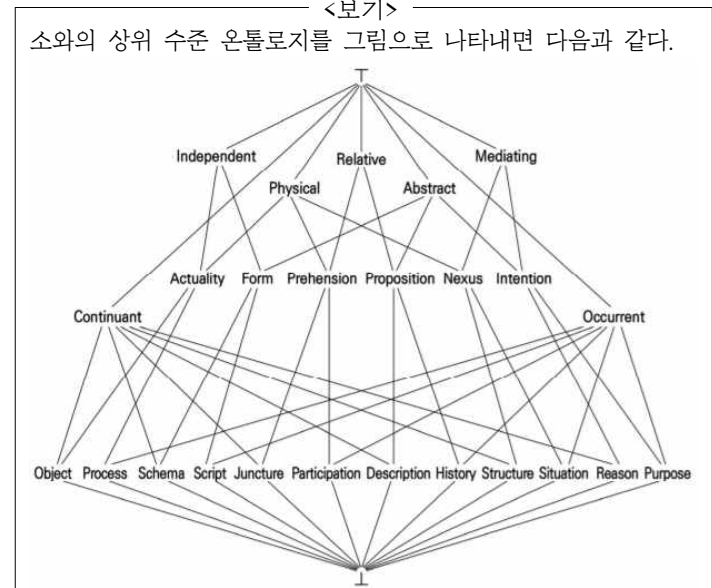 <보기>
소와의 상위 수준 온톨로지를 그림으로 나타내면 다음과 같다.
⊤
Independent Relative Mediating
Physical Abstract
Actuality Form Prehension Proposition Nexus Intention
Continuant Occurrent
Object Process Schema Script Juncture Participation Description History Structure Situation Reason Purpose
⊥